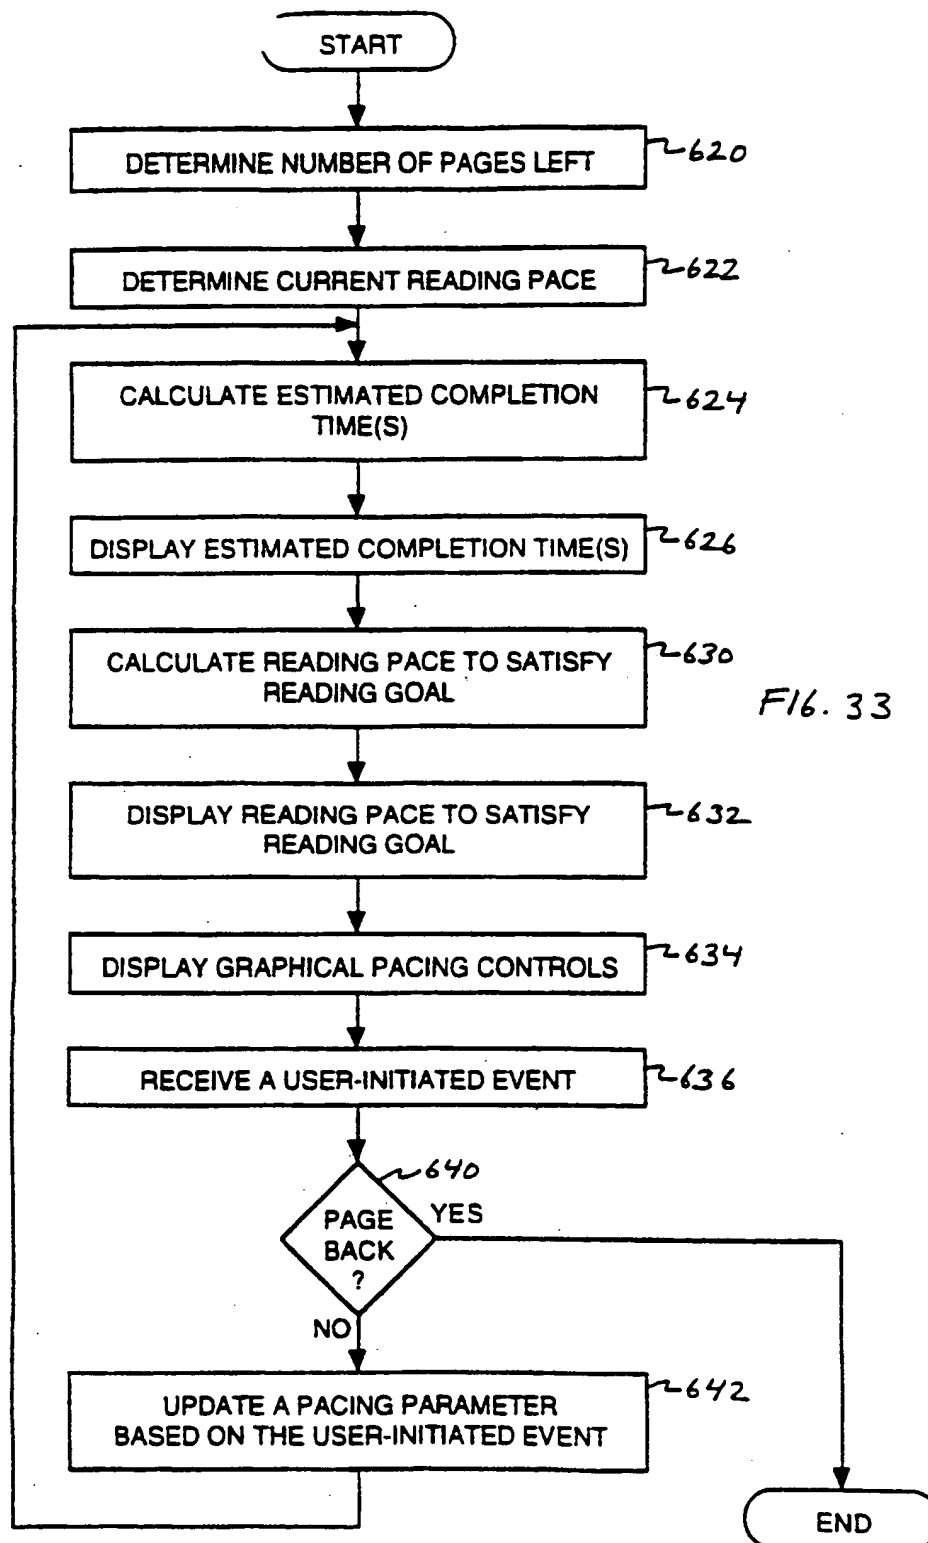 START
DETERMINE NUMBER OF PAGES LEFT
620
DETERMINE CURRENT READING PACE
622
CALCULATE ESTIMATED COMPLETION
TIME(S)
624
DISPLAY ESTIMATED COMPLETION TIME(S)
626
CALCULATE READING PACE TO SATISFY
READING GOAL
630
FIG. 33
DISPLAY READING PACE TO SATISFY
READING GOAL
632
DISPLAY GRAPHICAL PACING CONTROLS
634
RECEIVE A USER-INITIATED EVENT
636
640
PAGE
BACK
?
YES
NO
UPDATE A PACING PARAMETER
BASED ON THE USER-INITIATED EVENT
642
END